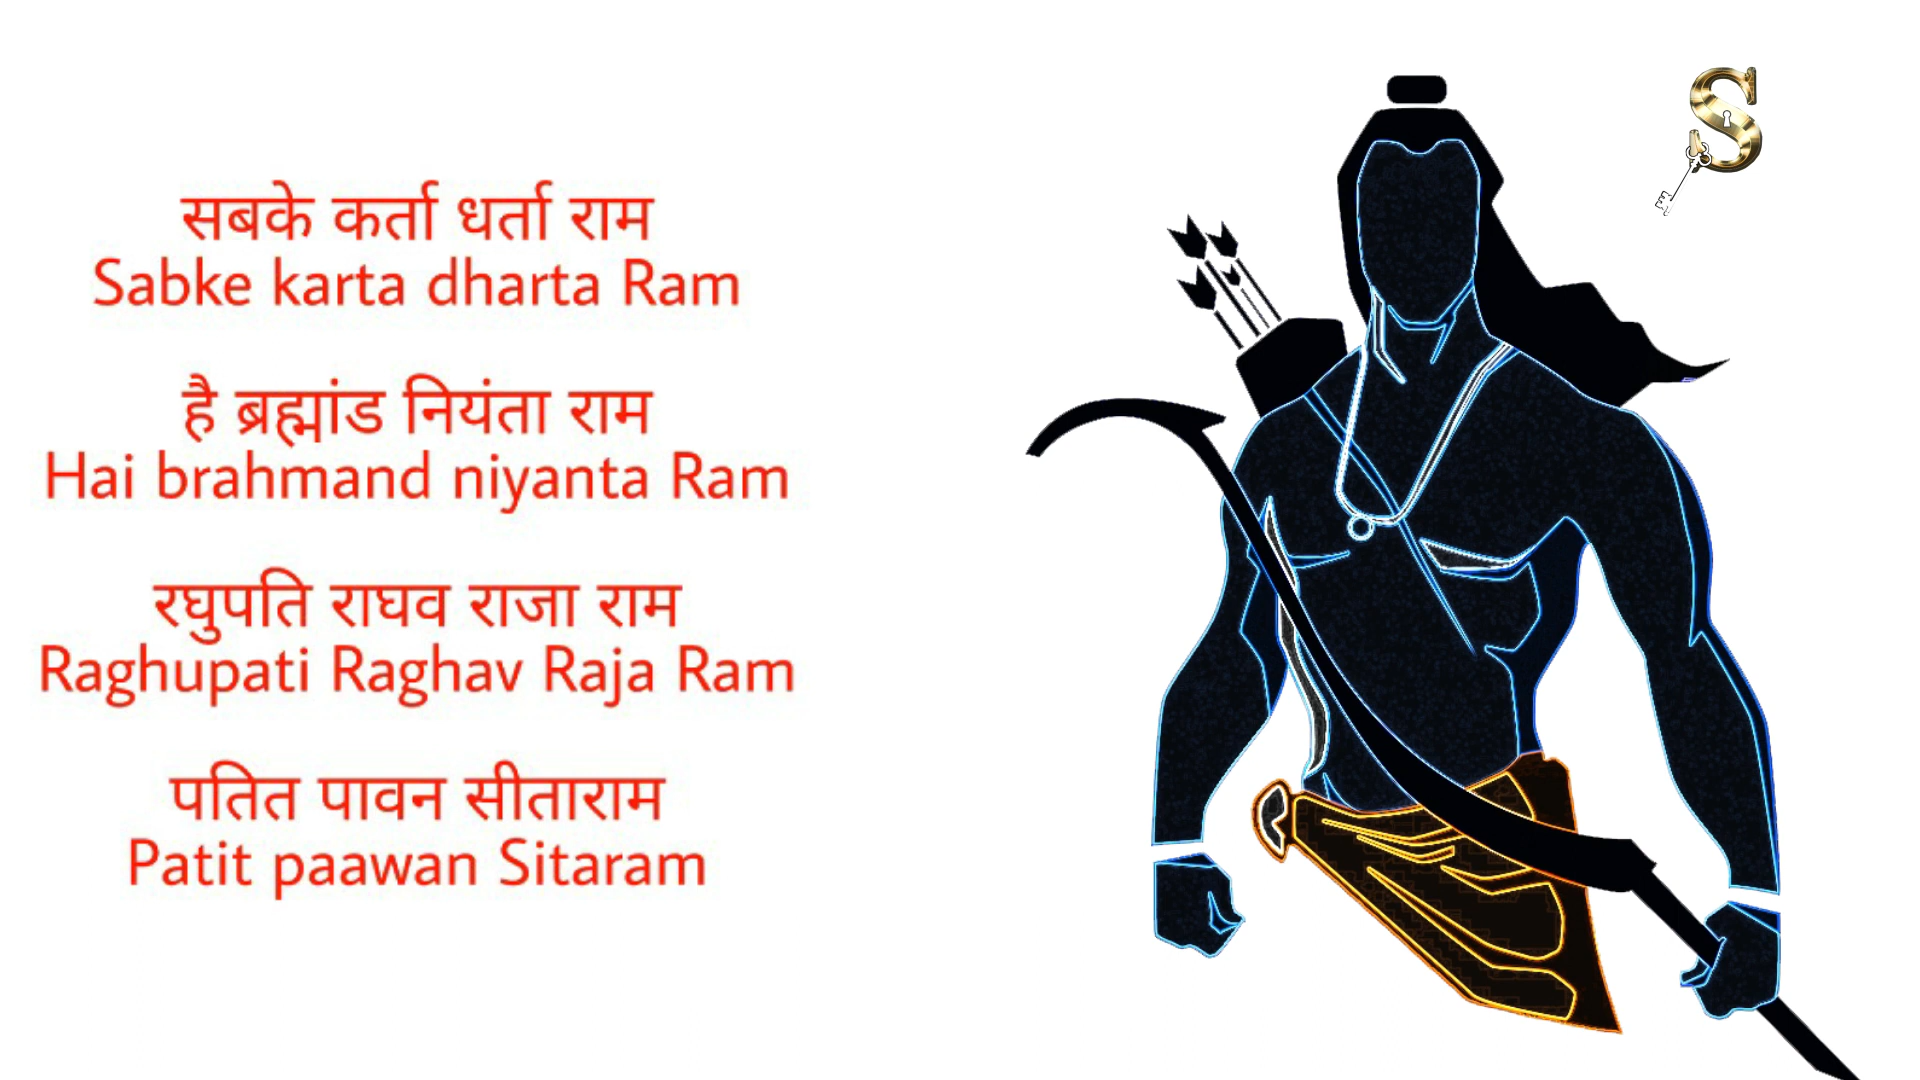 सबके कर्ता धर्ता राम
Sabke karta dharta Ram
है ब्रह्मांड नियंता राम
Hai brahmand niyanta Ram
रघुपति राघव राजा राम
Raghupati Raghav Raja Ram
पतित पावन सीताराम
Patit paawan Sitaram
S